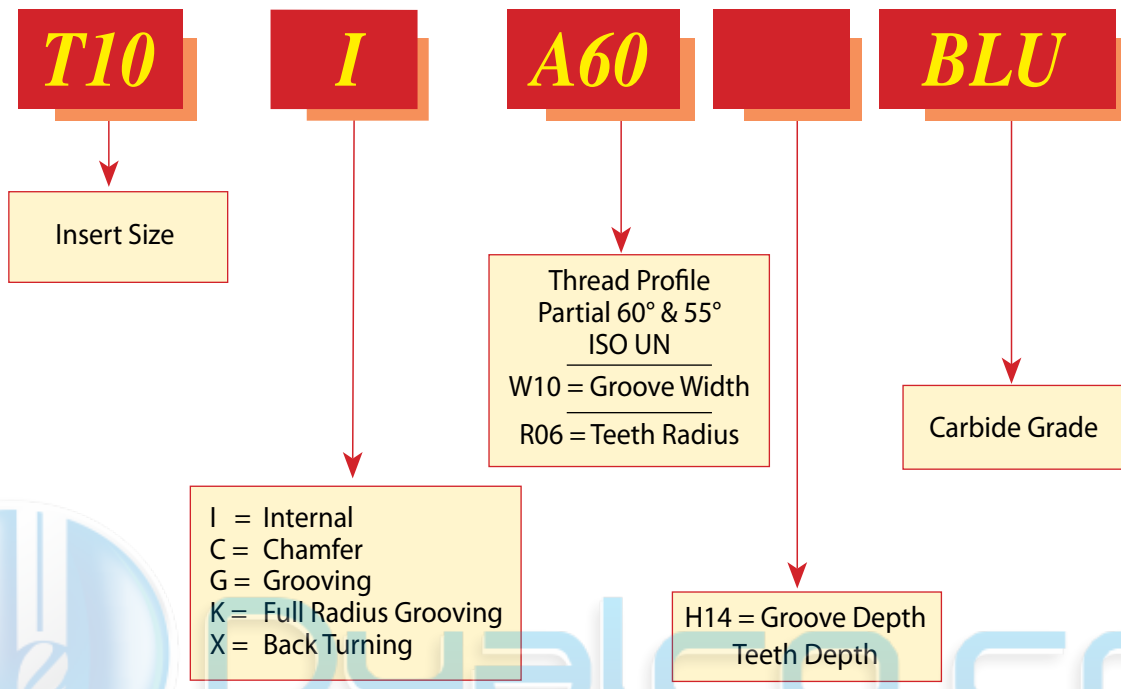 T10 I A60 BLU
Insert Size
Thread Profile
Partial 60° & 55°
ISO UN
W10 = Groove Width
R06 = Teeth Radius
Carbide Grade
I = Internal
C = Chamfer
G = Grooving
K = Full Radius Grooving
X = Back Turning
H14 = Groove Depth
Teeth Depth